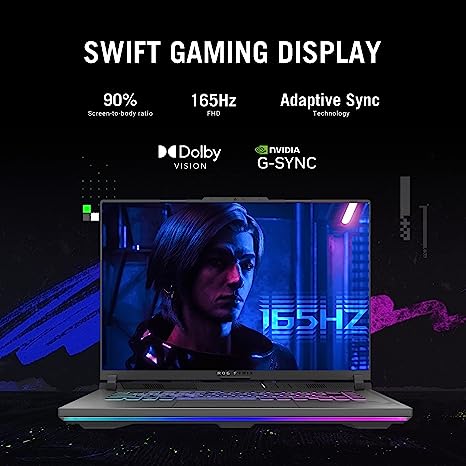 SWIFT GAMING DISPLAY
90%
Screen-to-body ratio
165Hz
FHD
Adaptive Sync
Technology
Dolby
VISION
NVIDIA
G-SYNC
165HZ